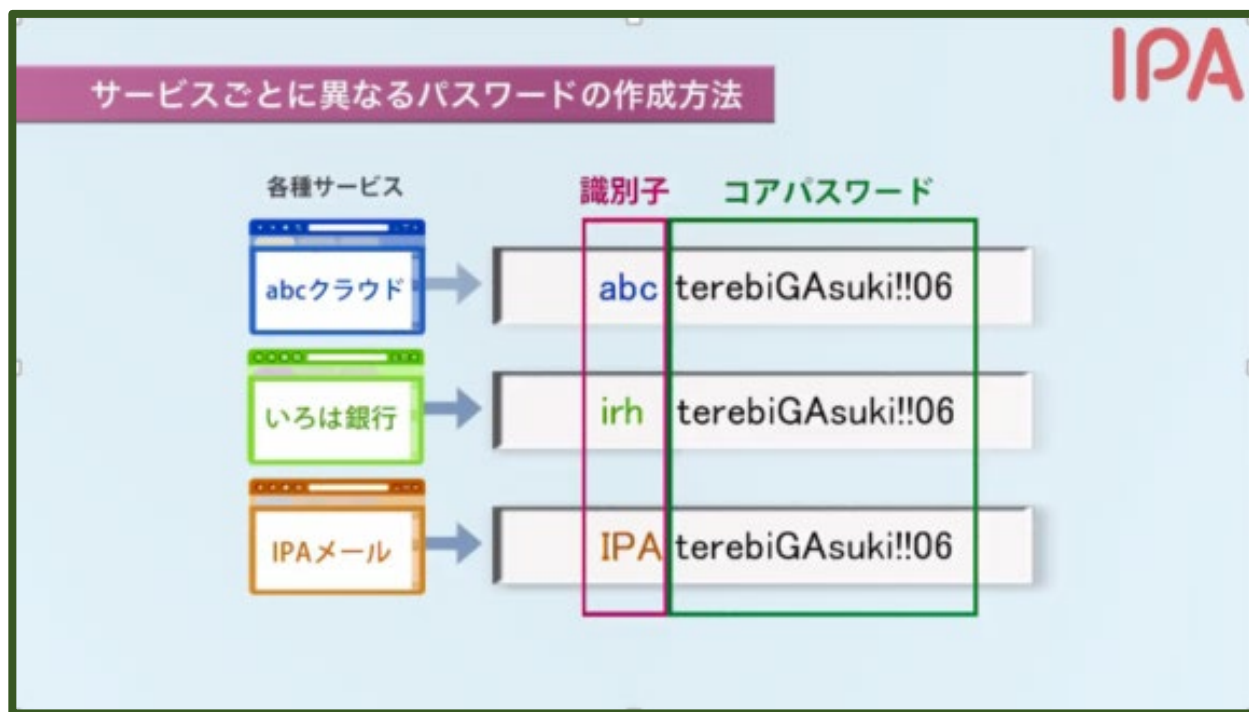 IPA
サービスごとに異なるパスワードの作成方法
各種サービス 識別子 コアパスワード
abcクラウド abc terebiGAsuki!!06
いろは銀行 irh terebiGAsuki!!06
IPAメール IPA terebiGAsuki!!06